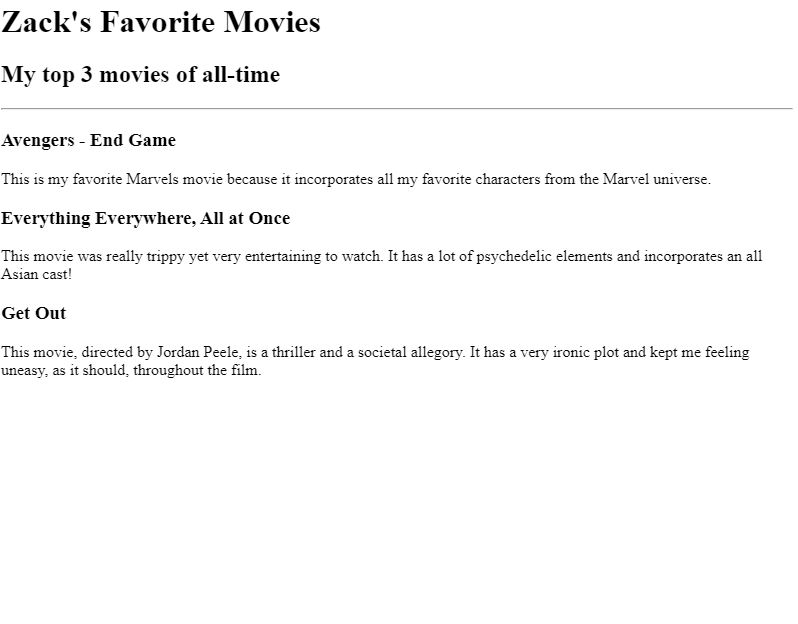 Zack's Favorite Movies
My top 3 movies of all-time
Avengers - End Game
This is my favorite Marvels movie because it incorporates all my favorite characters from the Marvel universe.
Everything Everywhere, All at Once
This movie was really trippy yet very entertaining to watch. It has a lot of psychedelic elements and incorporates an all
Asian cast!
Get Out
This movie, directed by Jordan Peele, is a thriller and a societal allegory. It has a very ironic plot and kept me feeling
uneasy, as it should, throughout the film.